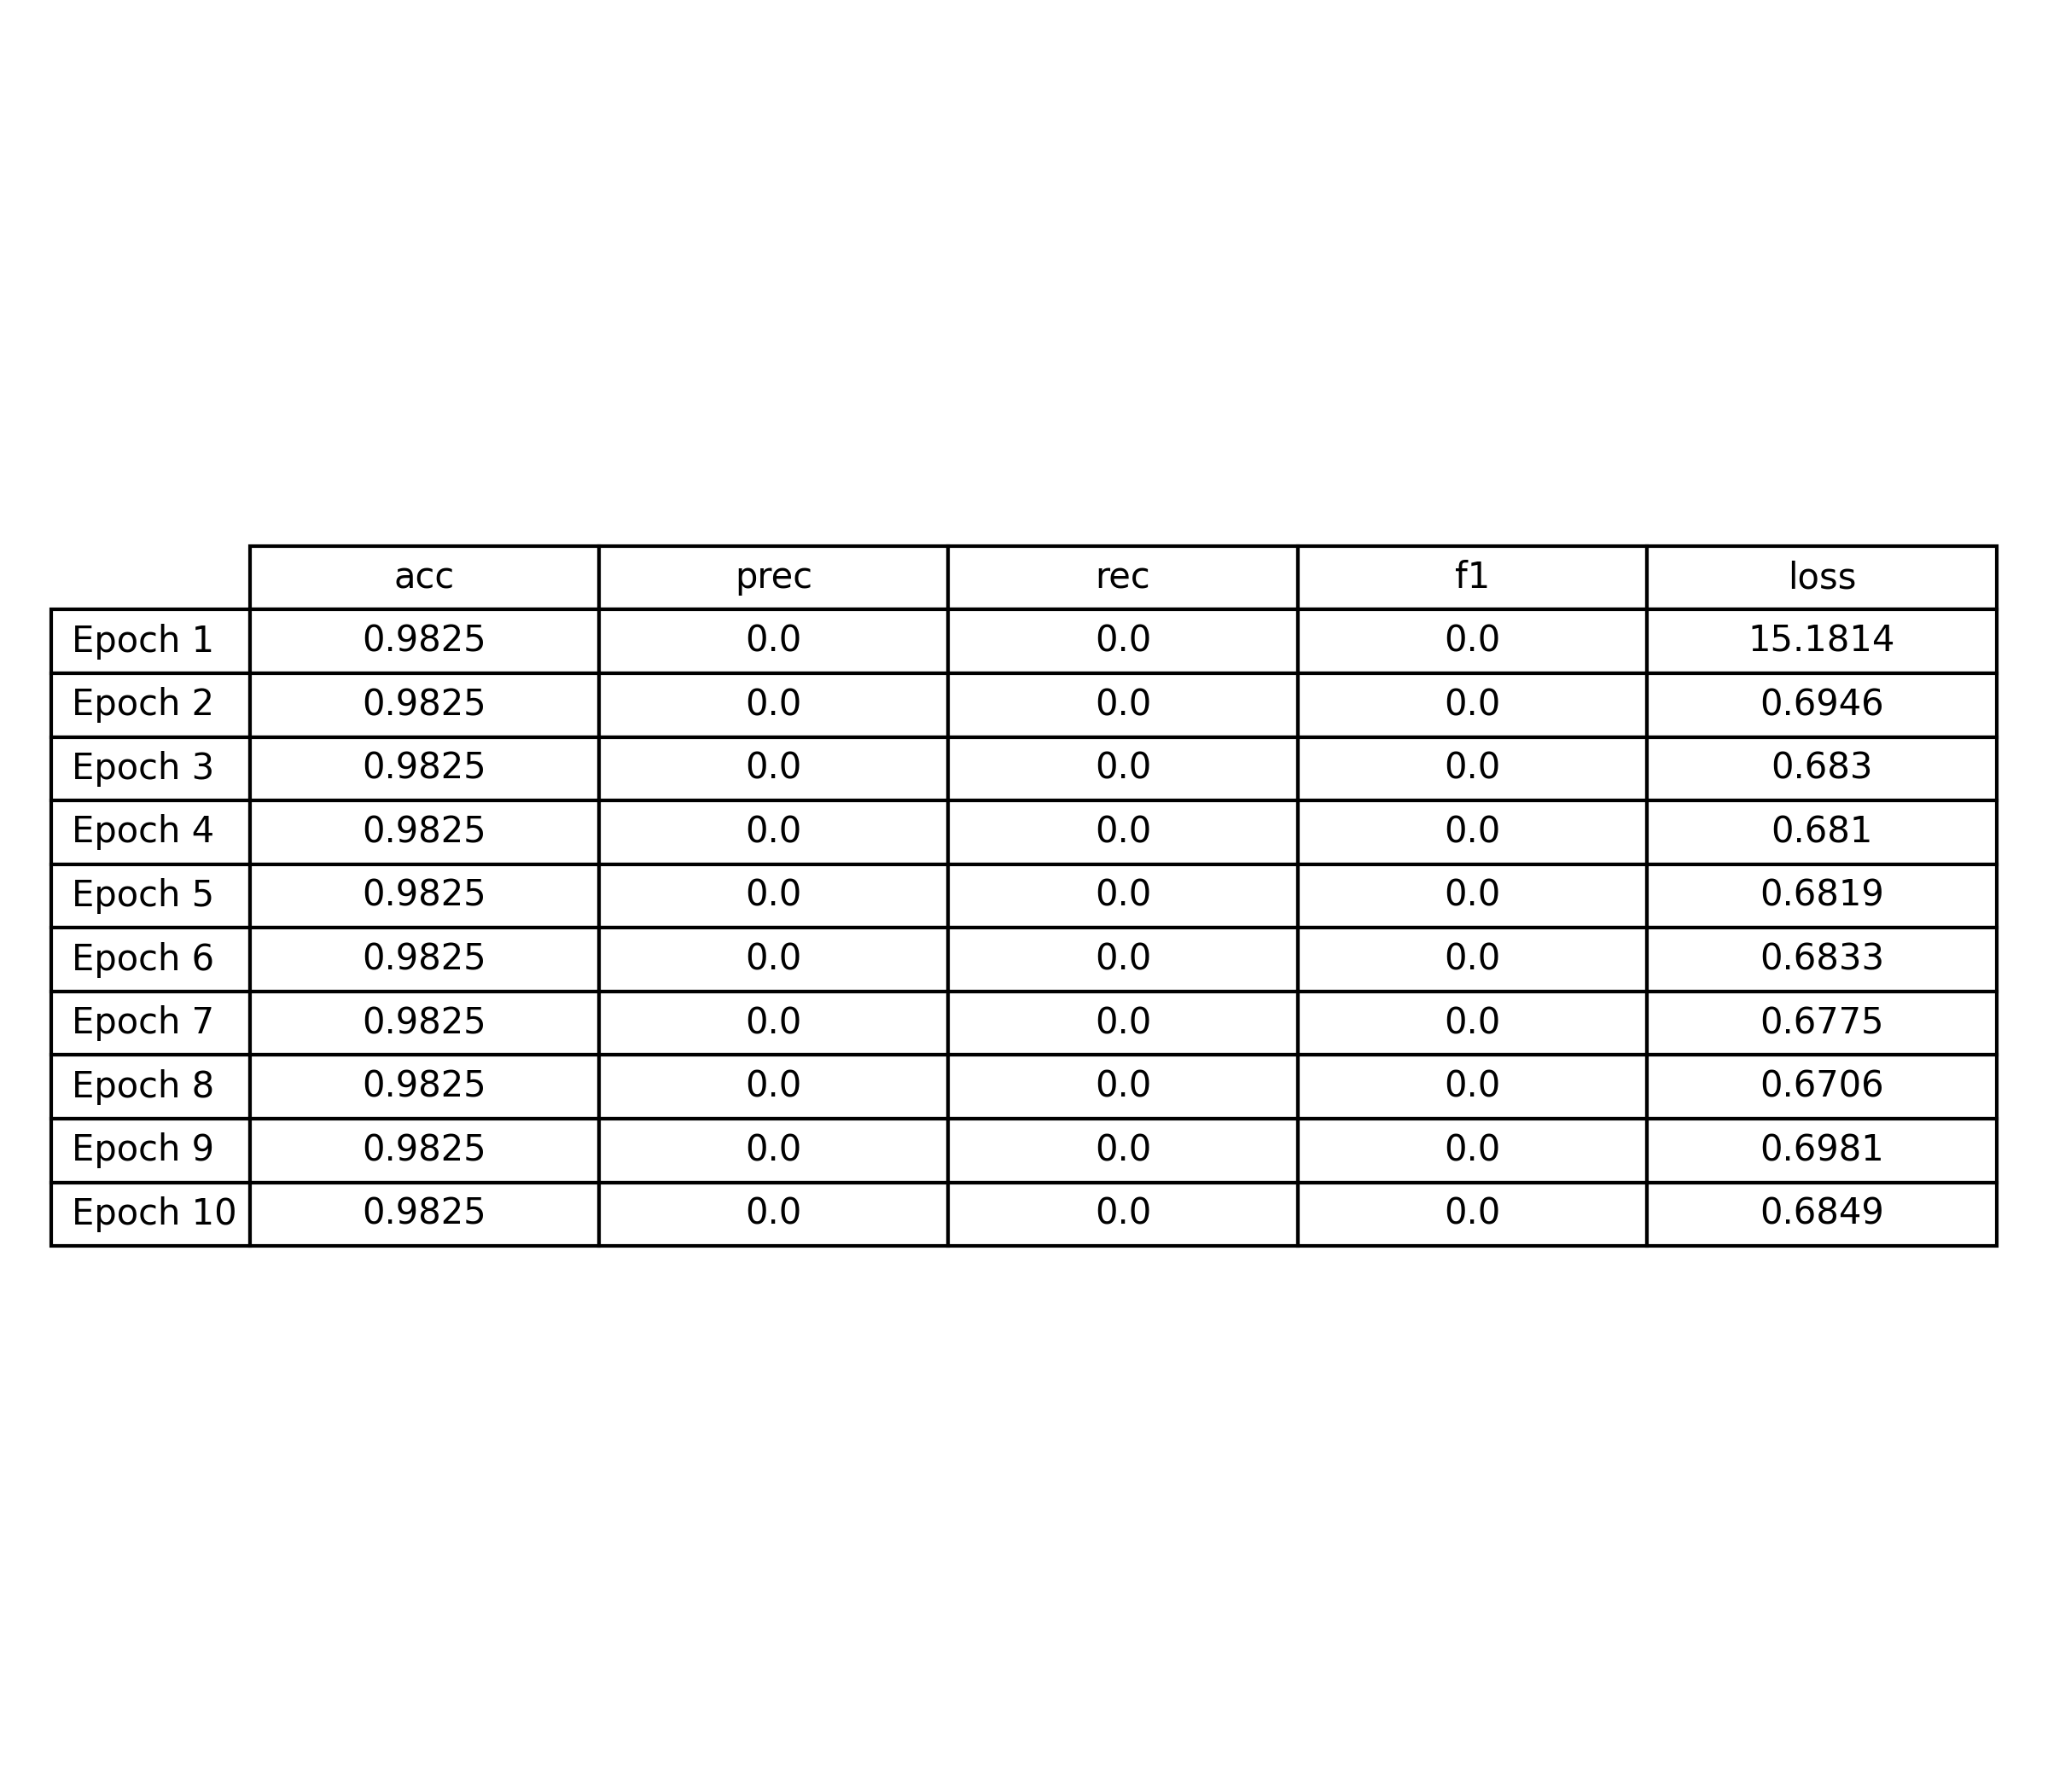 acc prec rec f1 loss
Epoch 1 0.9825 0.0 0.0 0.0 15.1814
Epoch 2 0.9825 0.0 0.0 0.0 0.6946
Epoch 3 0.9825 0.0 0.0 0.0 0.683
Epoch 4 0.9825 0.0 0.0 0.0 0.681
Epoch 5 0.9825 0.0 0.0 0.0 0.6819
Epoch 6 0.9825 0.0 0.0 0.0 0.6833
Epoch 7 0.9825 0.0 0.0 0.0 0.6775
Epoch 8 0.9825 0.0 0.0 0.0 0.6706
Epoch 9 0.9825 0.0 0.0 0.0 0.6981
Epoch 10 0.9825 0.0 0.0 0.0 0.6849